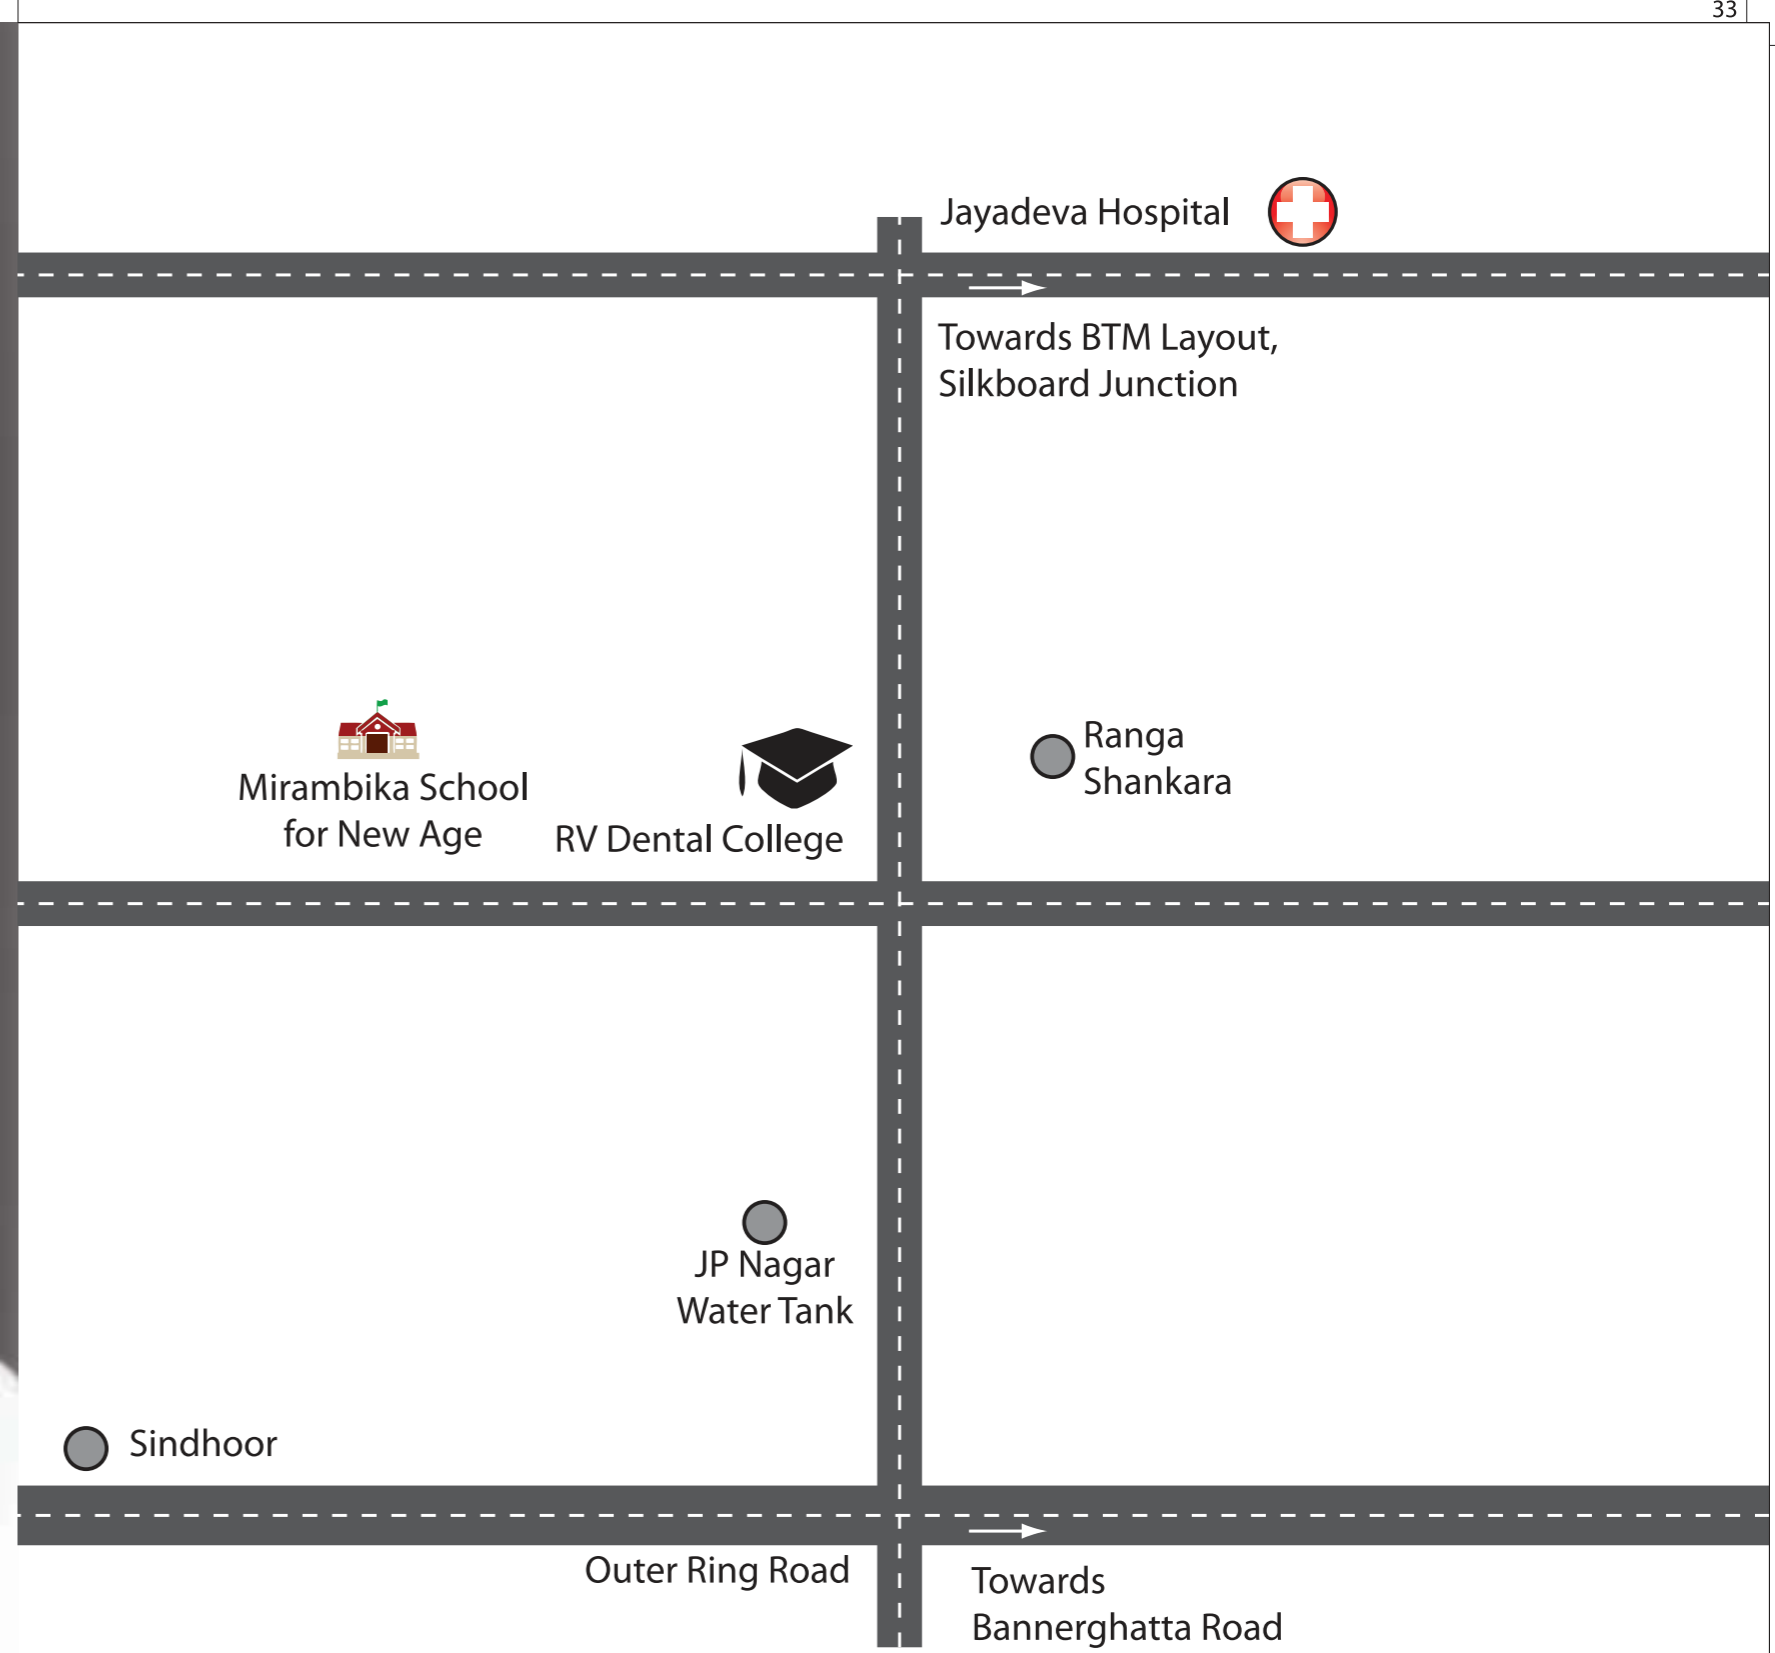 33
Jayadeva Hospital
Towards BTM Layout,
Silkboard Junction
Ranga
Shankara
Mirambika School
for New Age
RV Dental College
JP Nagar
Water Tank
Sindhoor
Outer Ring Road
Towards
Bannerghatta Road